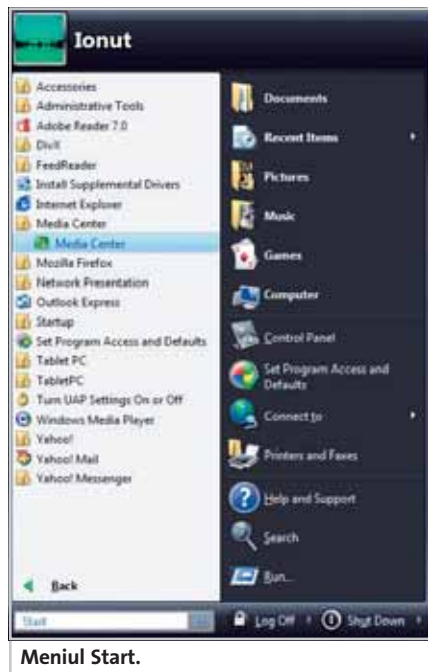 Ionut
Accessories
Administrative Tools
Adobe Reader 7.0
DivX
FeedReader
Install Supplemental Drivers
Internet Explorer
Media Center
Media Center
Mozilla Firefox
Network Presentation
Outlook Express
Startup
Set Program Access and Defaults
Tablet PC
TabletPC
Turn UAP Settings On or Off
Windows Media Player
Yahoo!
Yahoo! Mail
Yahoo! Messenger
Back
Start
Documents
Recent Items
Pictures
Music
Games
Computer
Control Panel
Set Program Access and
Defaults
Connect to
Printers and Faxes
Help and Support
Search
Run...
Log Off
Shut Down
Meniul Start.